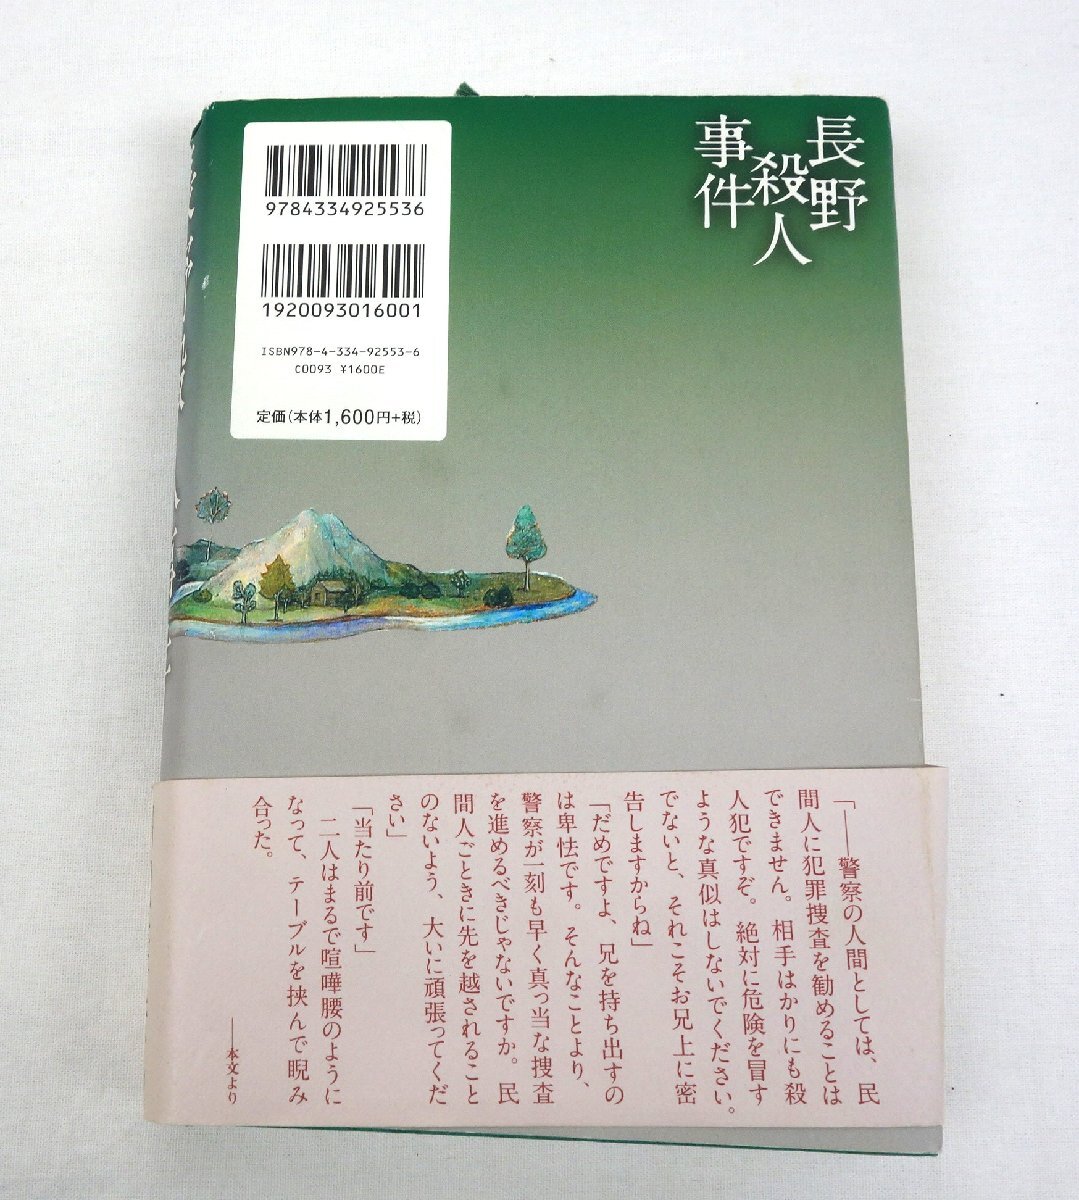 長野
殺人
事件
9784334925536
1920093016001
ISBN978-4-334-92553-6
C0093 ¥1600E
定価(本体1,600円+税)
「――警察の人間としては、民
間人に犯罪捜査を勧めることは
できません。相手はかりにも殺
人犯ですぞ。絶対に危険を冒す
ような真似はしないでください。
でないと、それこそお兄上に密
告しますからね」
「だめですよ、兄を持ち出すの
は卑怯です。そんなことより、
警察が一刻も早く真っ当な捜査
を進めるべきじゃないですか。民
間人ごときに先を越されること
のないよう、大いに頑張ってくだ
さい」
「当たり前です」
二人はまるで喧嘩腰のように
なって、テーブルを挟んで睨み
合った。
――本文より